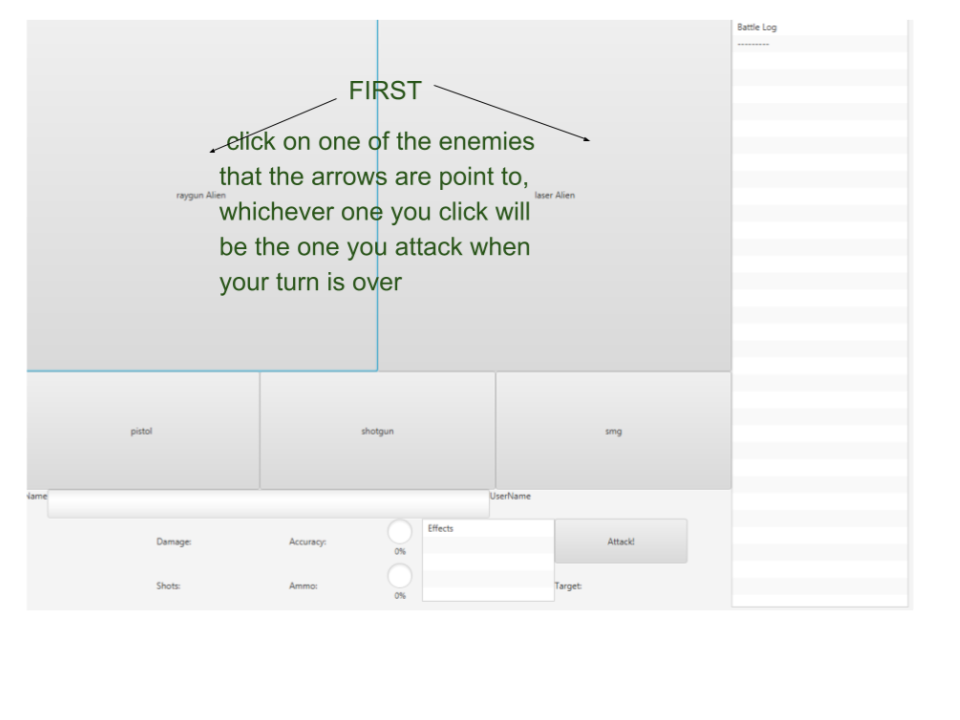 Battle Log
---------
FIRST
click on one of the enemies
that the arrows are point to,
raygun Alien
laser Alien
whichever one you click will
be the one you attack when
your turn is over
pistol
shotgun
smg
UserName
Effects
Damage:
Accuracy:
0%
Attack!
Shots:
Ammo:
0%
Target: